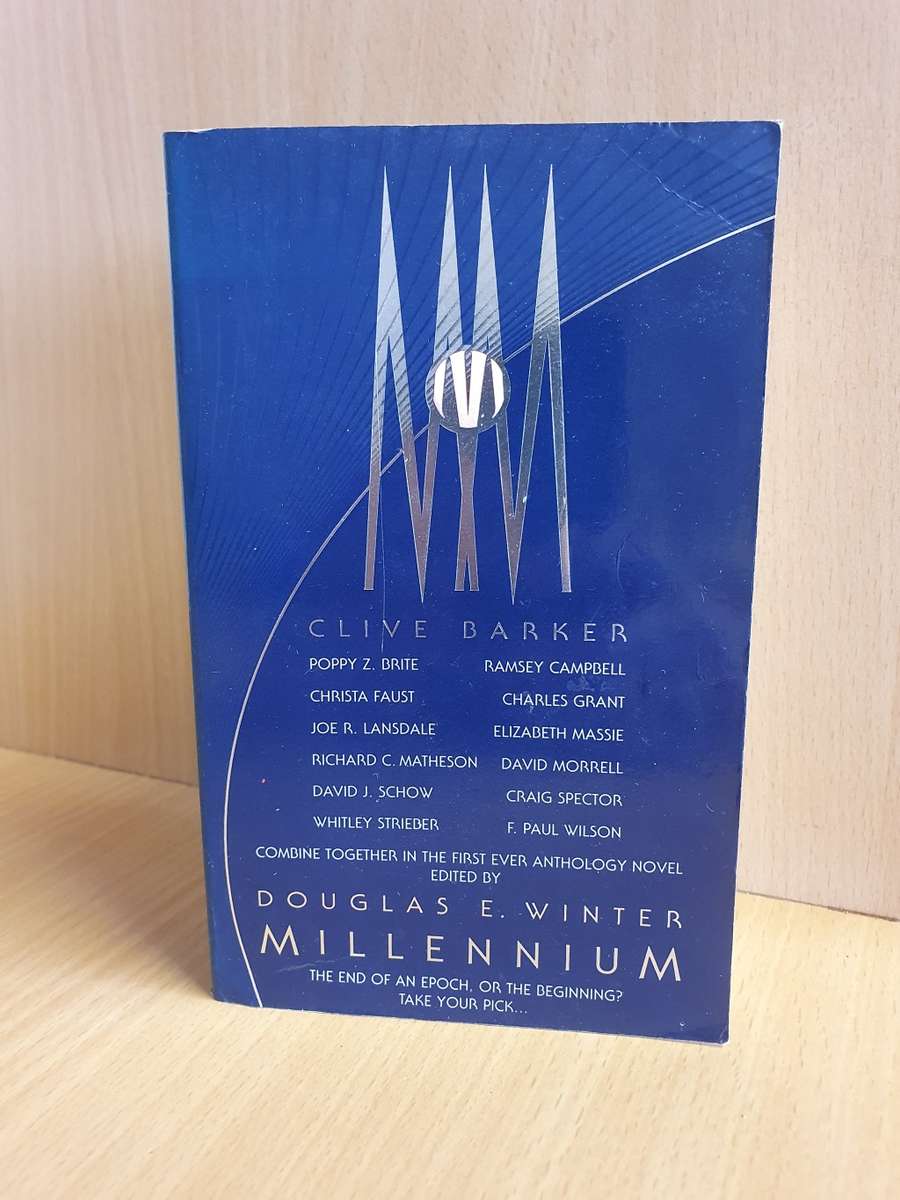 MM
CLIVE BARKER
POPPY Z. BRITE RAMSEY CAMPBELL
CHRISTA FAUST CHARLES GRANT
JOE R. LANSDALE ELIZABETH MASSIE
RICHARD C. MATHESON DAVID MORRELL
DAVID J. SCHOW CRAIG SPECTOR
WHITLEY STRIEBER F. PAUL WILSON
COMBINE TOGETHER IN THE FIRST EVER ANTHOLOGY NOVEL
EDITED BY
DOUGLAS E. WINTER
MILLENNIUM
THE END OF AN EPOCH, OR THE BEGINNING?
TAKE YOUR PICK...